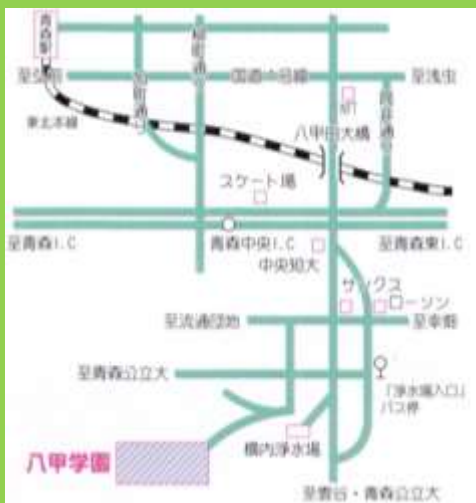 青森駅
柳町通り
至弘前
国道4号線
至浅虫
東北本線
八甲田大橋
スケート場
至青森I.C
青森中央I.C
至青森東I.C
中央短大
サンクス
ローソン
至流通団地
至幸畑
至青森公立大
「浄水場入口」
バス停
八甲学園
横内浄水場
至雲谷・青森公立大